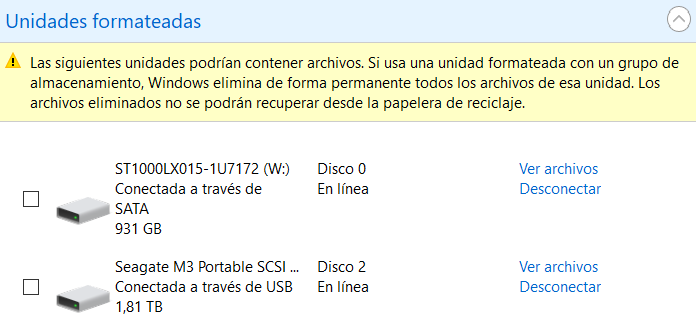 Unidades formateadas
Las siguientes unidades podrían contener archivos. Si usa una unidad formateada con un grupo de
almacenamiento, Windows elimina de forma permanente todos los archivos de esa unidad. Los
archivos eliminados no se podrán recuperar desde la papelera de reciclaje.
ST1000LX015-1U7172 (W:) Disco 0 Ver archivos
Conectada a través de En línea Desconectar
SATA
931 GB
Seagate M3 Portable SCSI ... Disco 2 Ver archivos
Conectada a través de USB En línea Desconectar
1,81 TB